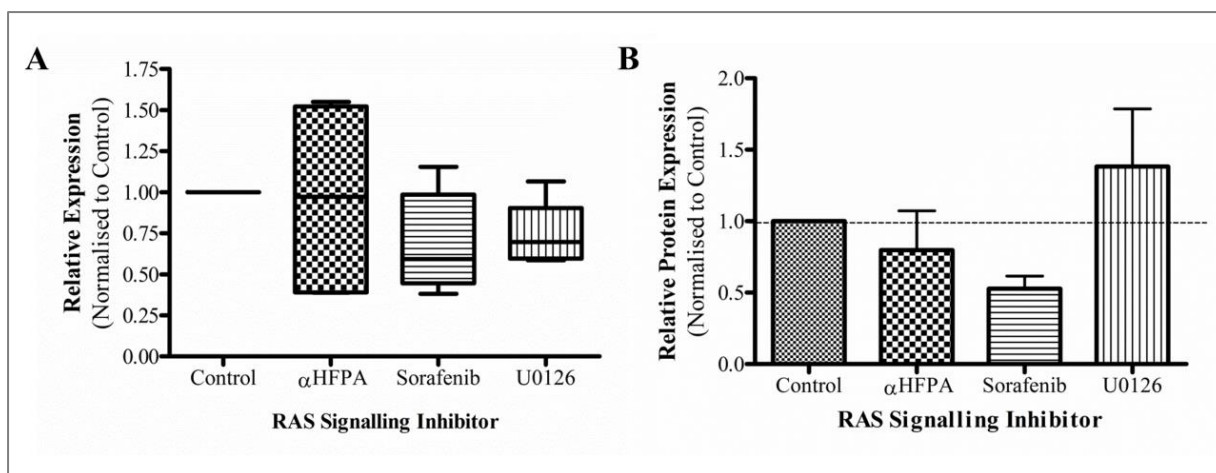 A
Relative Expression
(Normalised to Control)
1.75
1.50
1.25
1.00
0.75
0.50
0.25
0.00
Control
αHFPA
Sorafenib
U0126
RAS Signalling Inhibitor
B
Relative Protein Expression
(Normalised to Control)
2.0
1.5
1.0
0.5
0.0
Control
αHFPA
Sorafenib
U0126
RAS Signalling Inhibitor